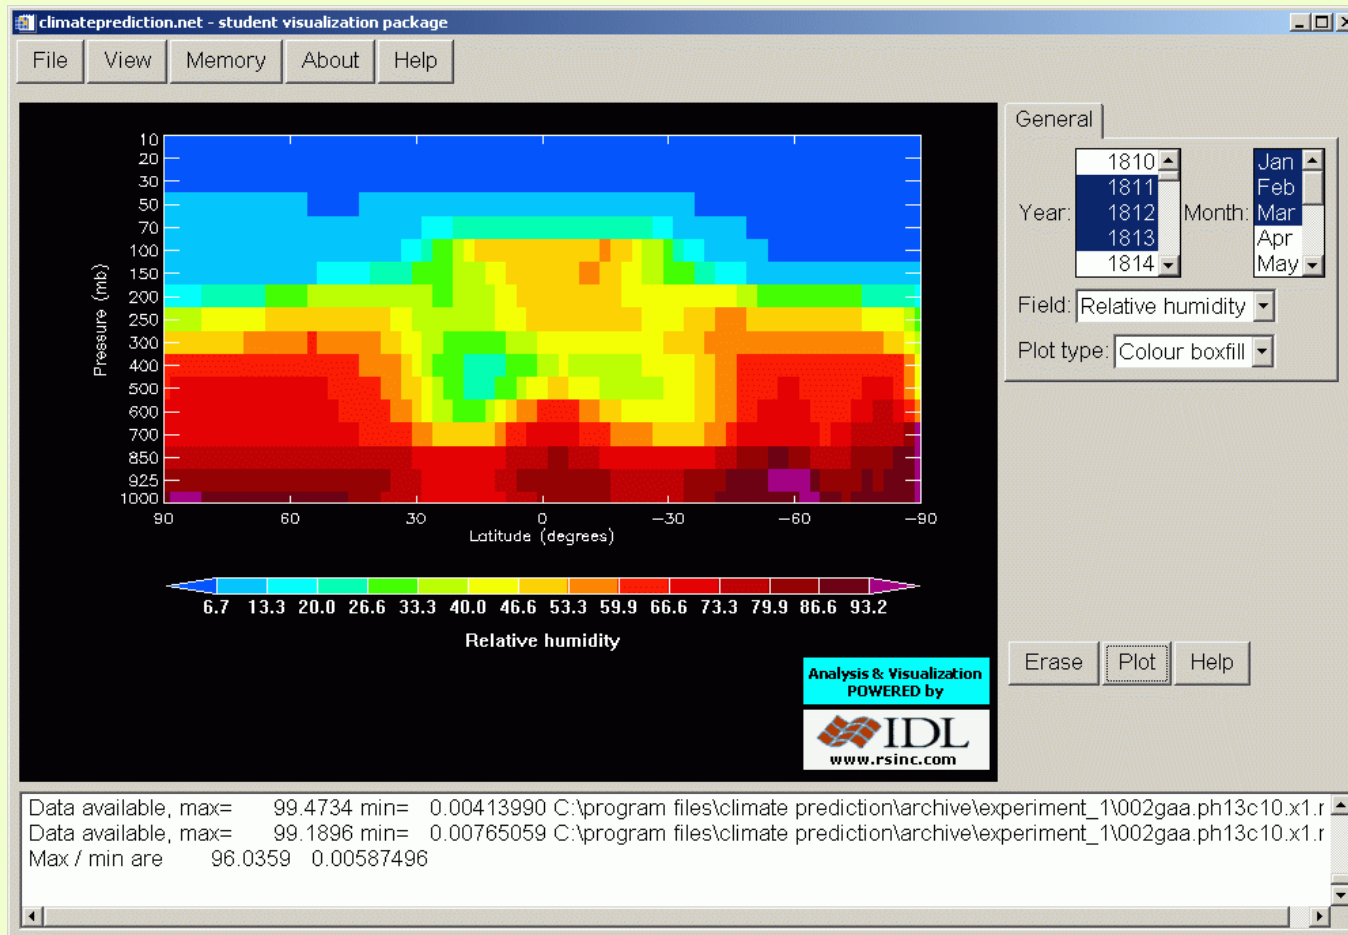 climateprediction.net - student visualization package
File View Memory About Help
10
20
30
50
70
100
150
200
250
300
400
500
600
700
850
925
1000
Pressure (mb)
90 60 30 0 −30 −60 −90
Latitude (degrees)
6.7 13.3 20.0 26.6 33.3 40.0 46.6 53.3 59.9 66.6 73.3 79.9 86.6 93.2
Relative humidity
Analysis & Visualization
POWERED by
IDL
www.rsinc.com
General
Year:
1810
1811
1812
1813
1814
Month:
Jan
Feb
Mar
Apr
May
Field: Relative humidity
Plot type: Colour boxfill
Erase Plot Help
Data available, max= 99.4734 min= 0.00413990 C:\program files\climate prediction\archive\experiment_1\002gaa.ph13c10.x1.r
Data available, max= 99.1896 min= 0.00765059 C:\program files\climate prediction\archive\experiment_1\002gaa.ph13c10.x1.r
Max / min are 96.0359 0.00587496